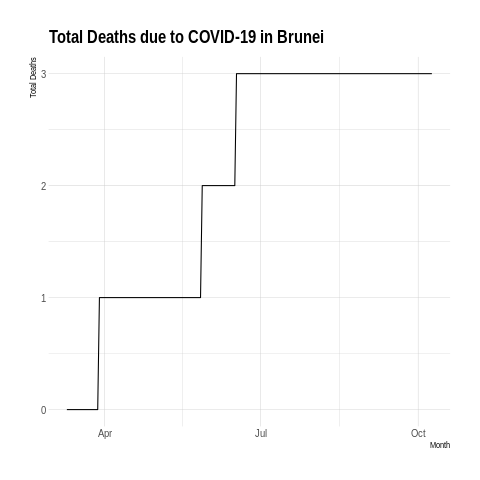 Total Deaths due to COVID-19 in Brunei
Total Deaths
3
2
1
0
Apr
Jul
Oct
Month